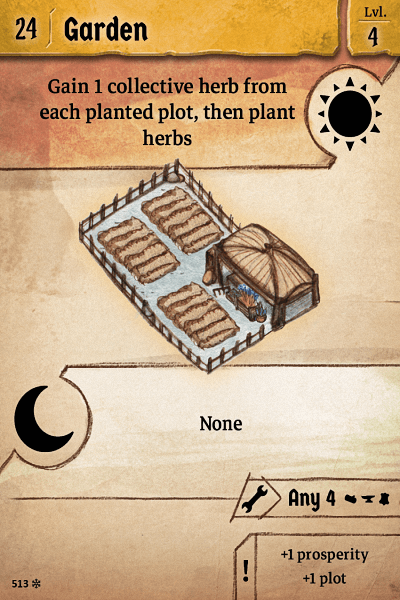 24 Garden
Lvl.
4
Gain 1 collective herb from
each planted plot, then plant
herbs
None
Any 4
! +1 prosperity
+1 plot
513